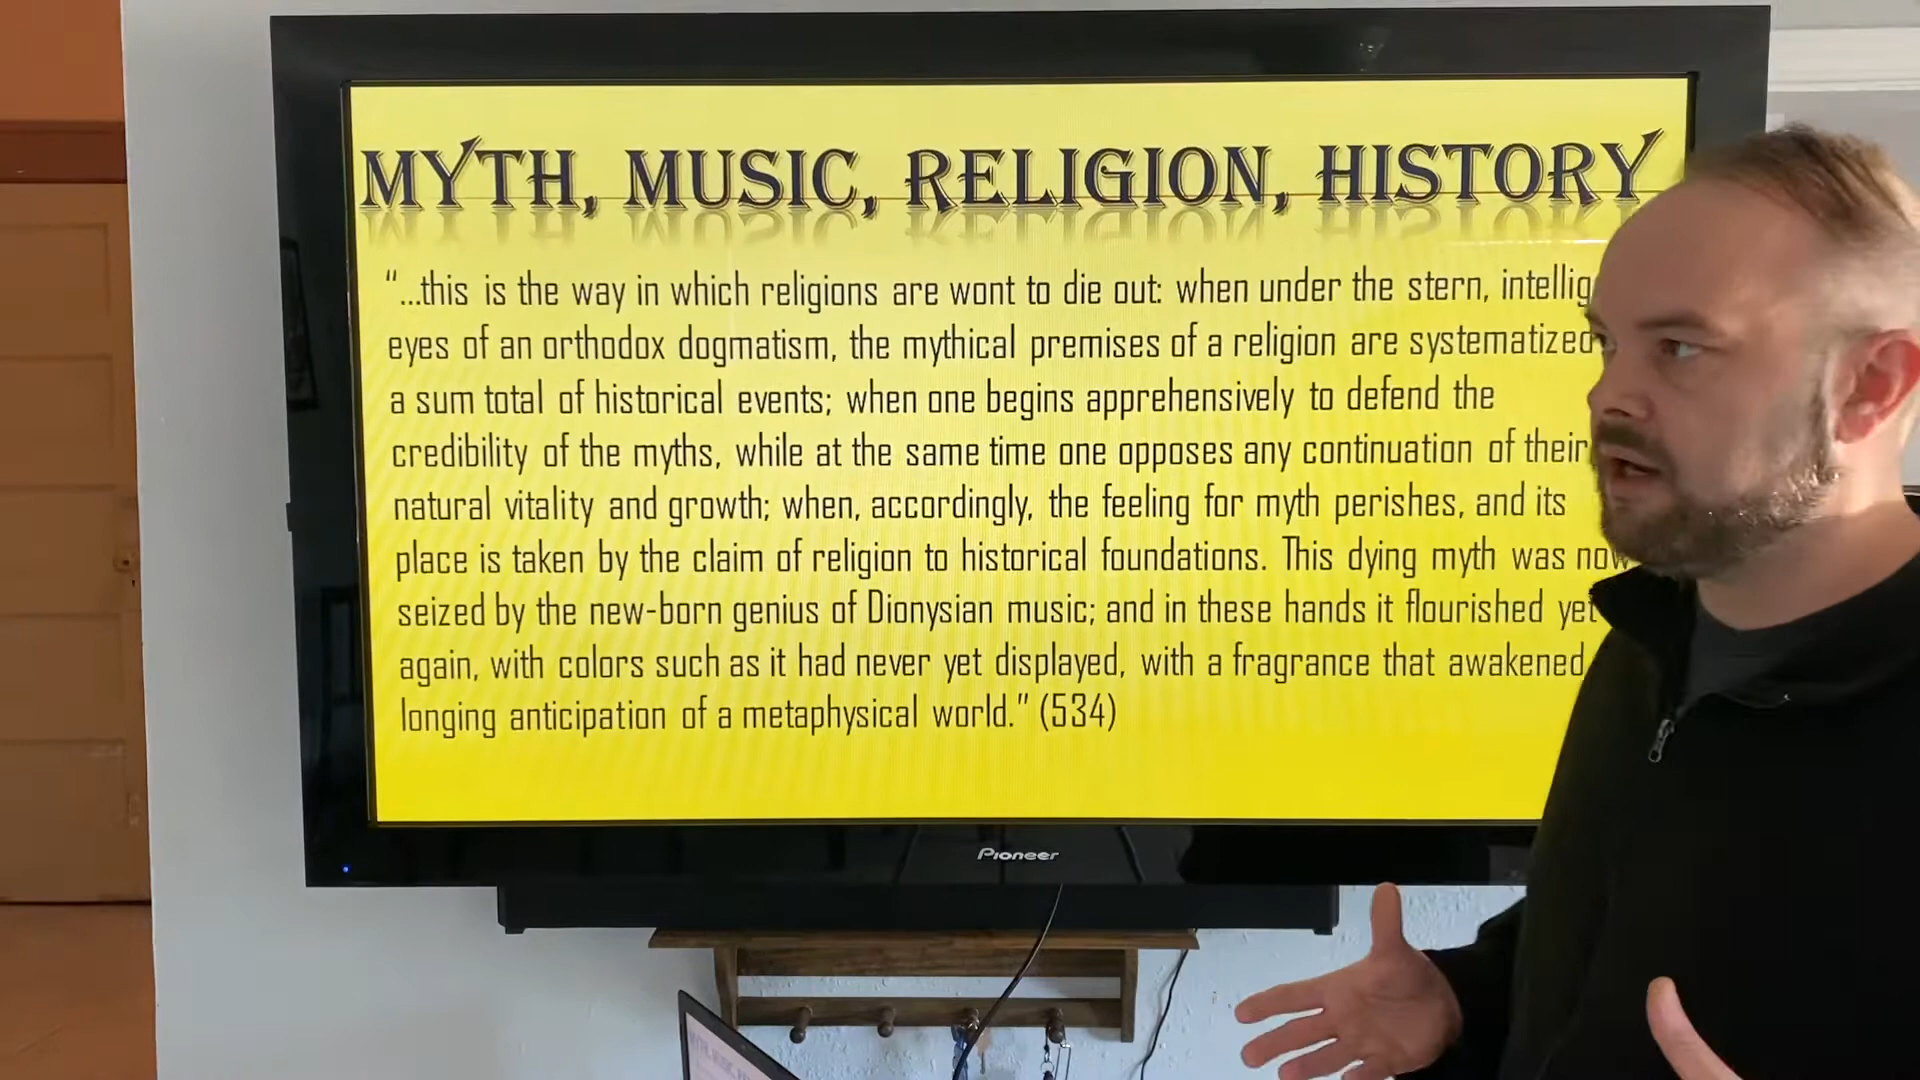 MYTH, MUSIC, RELIGION, HISTORY
“...this is the way in which religions are wont to die out: when under the stern, intellig
eyes of an orthodox dogmatism, the mythical premises of a religion are systematized
a sum total of historical events; when one begins apprehensively to defend the
credibility of the myths, while at the same time one opposes any continuation of their
natural vitality and growth; when, accordingly, the feeling for myth perishes, and its
place is taken by the claim of religion to historical foundations. This dying myth was now
seized by the new-born genius of Dionysian music; and in these hands it flourished yet
again, with colors such as it had never yet displayed, with a fragrance that awakened
longing anticipation of a metaphysical world.” (534)
Pioneer